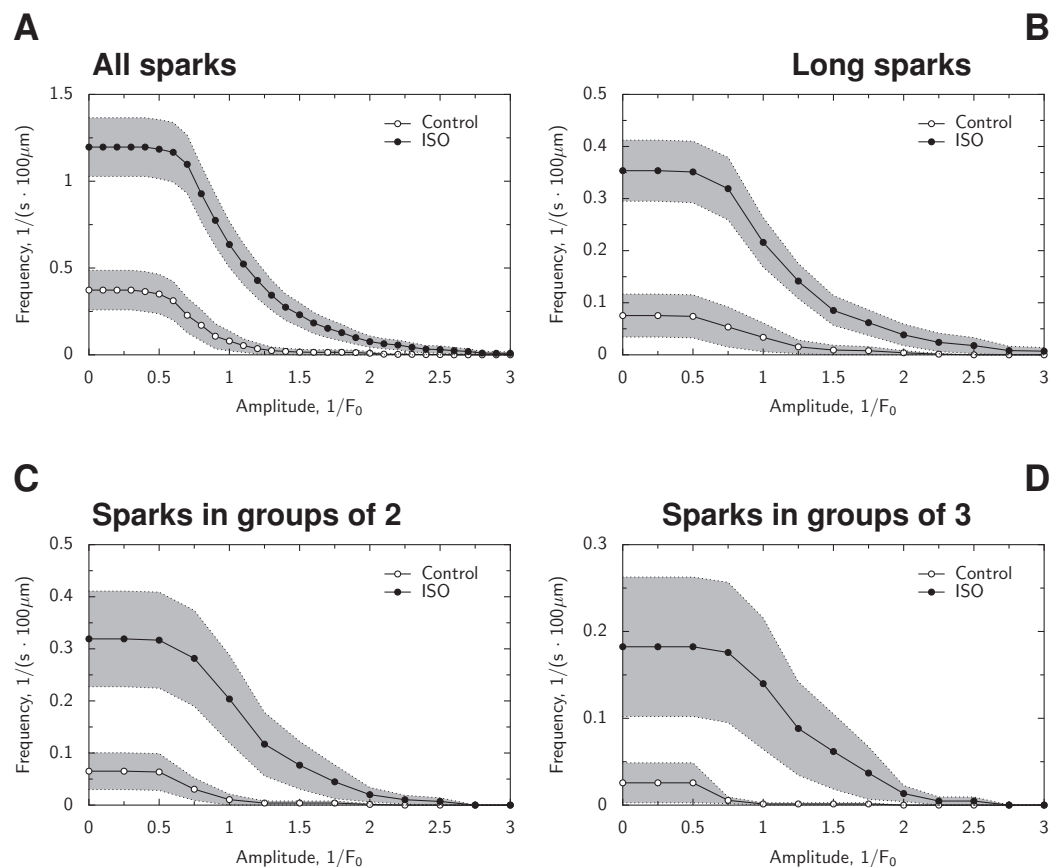 A
All sparks
1.5
1
0.5
0
Frequency, 1/(s · 100μm)
Control
ISO
0 0.5 1 1.5 2 2.5 3
Amplitude, 1/F₀
B
Long sparks
0.5
0.4
0.3
0.2
0.1
0
Frequency, 1/(s · 100μm)
Control
ISO
0 0.5 1 1.5 2 2.5 3
Amplitude, 1/F₀
C
Sparks in groups of 2
0.5
0.4
0.3
0.2
0.1
0
Frequency, 1/(s · 100μm)
Control
ISO
0 0.5 1 1.5 2 2.5 3
Amplitude, 1/F₀
D
Sparks in groups of 3
0.3
0.2
0.1
0
Frequency, 1/(s · 100μm)
Control
ISO
0 0.5 1 1.5 2 2.5 3
Amplitude, 1/F₀